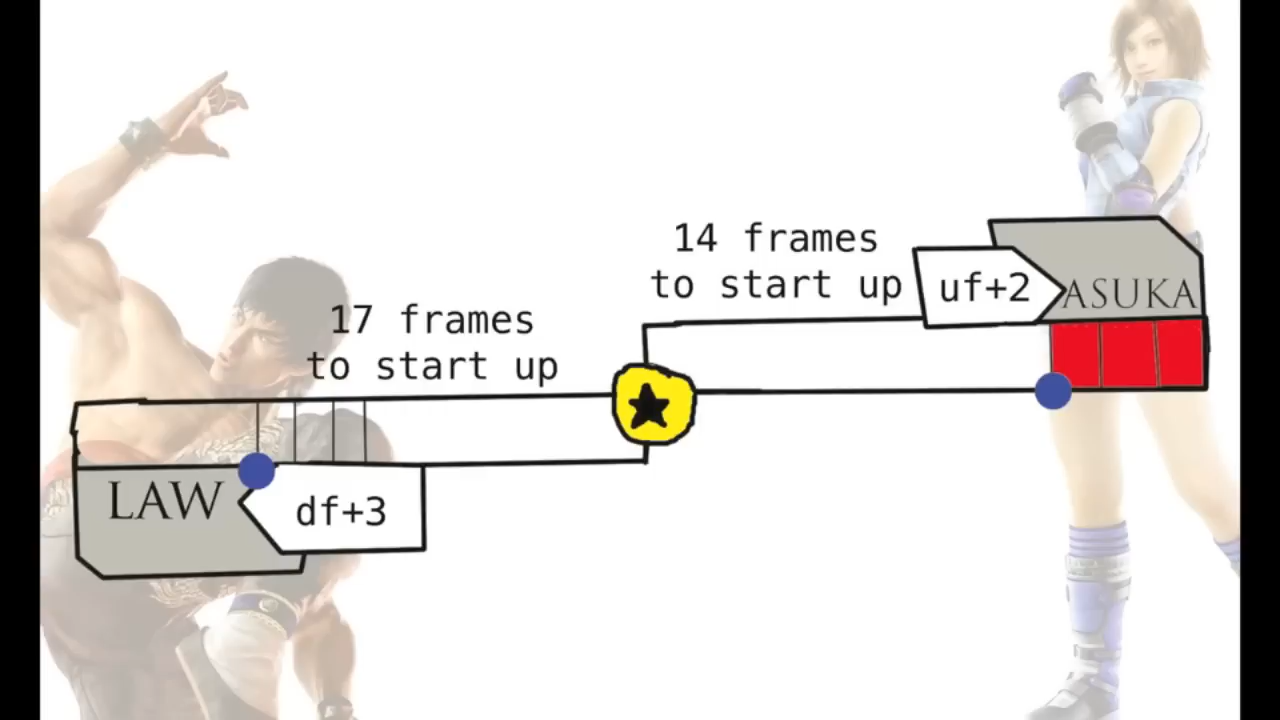 14 frames
to start up
uf+2
ASUKA
17 frames
to start up
LAW
df+3